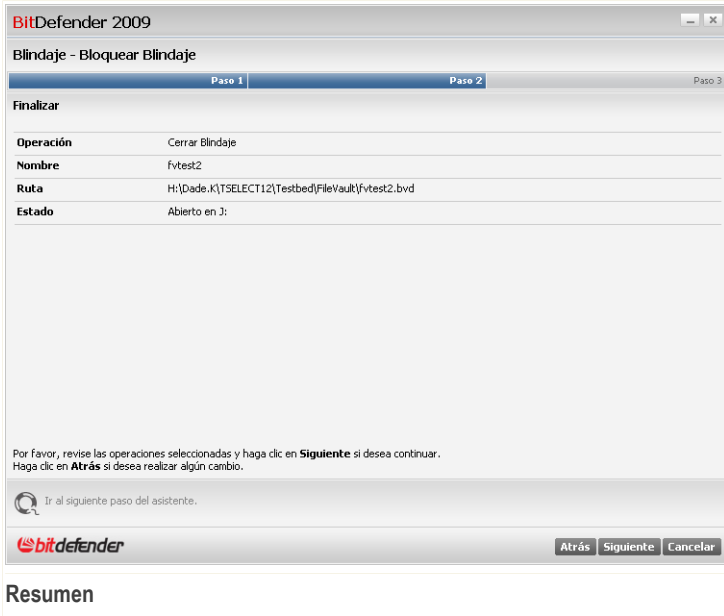 BitDefender 2009
Blindaje - Bloquear Blindaje
Paso 1
Paso 2
Paso 3
Finalizar
Operación Cerrar Blindaje
Nombre fvtest2
Ruta H:\Dade.K\TSELECT12\Testbed\FileVault\fvtest2.bvd
Estado Abierto en J:
Por favor, revise las operaciones seleccionadas y haga clic en Siguiente si desea continuar.
Haga clic en Atrás si desea realizar algún cambio.
Ir al siguiente paso del asistente.
bitdefender
Atrás Siguiente Cancelar
Resumen